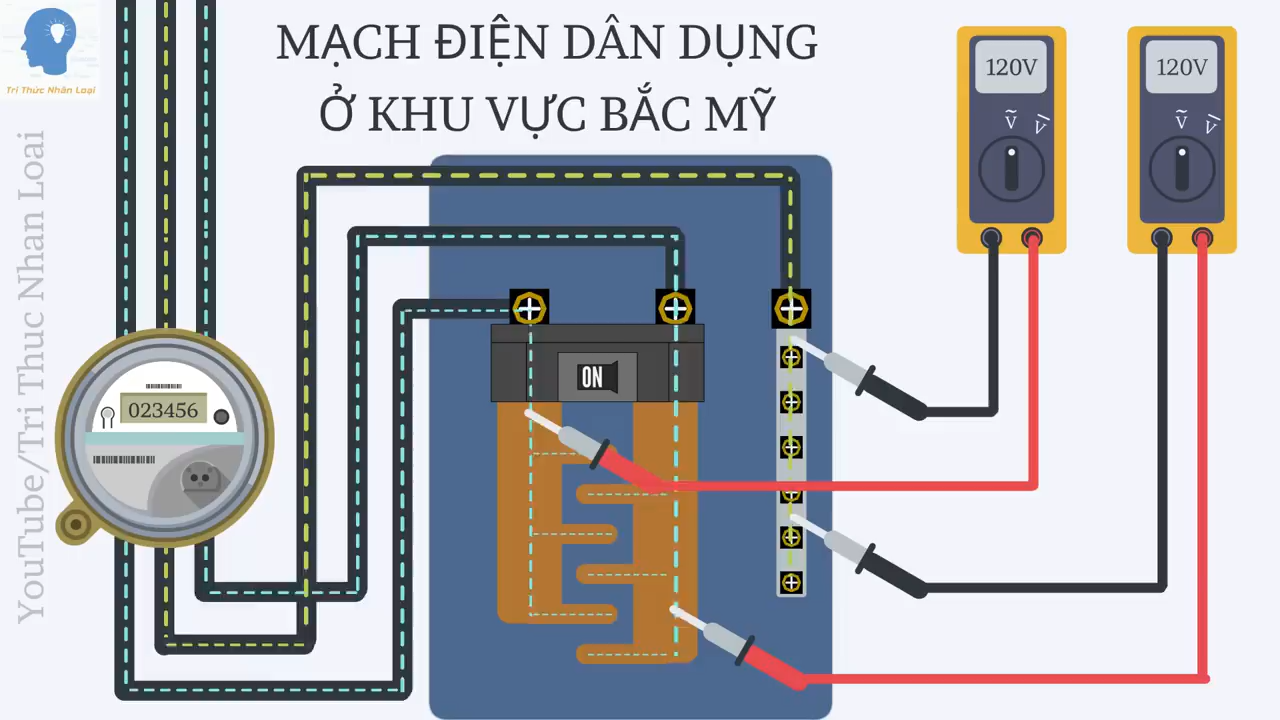 MẠCH ĐIỆN DÂN DỤNG
Ở KHU VỰC BẮC MỸ
Tri Thức Nhân Loại
YouTube/Tri Thuc Nhan Loai
120V
120V
V
V
V
V
ON
023456